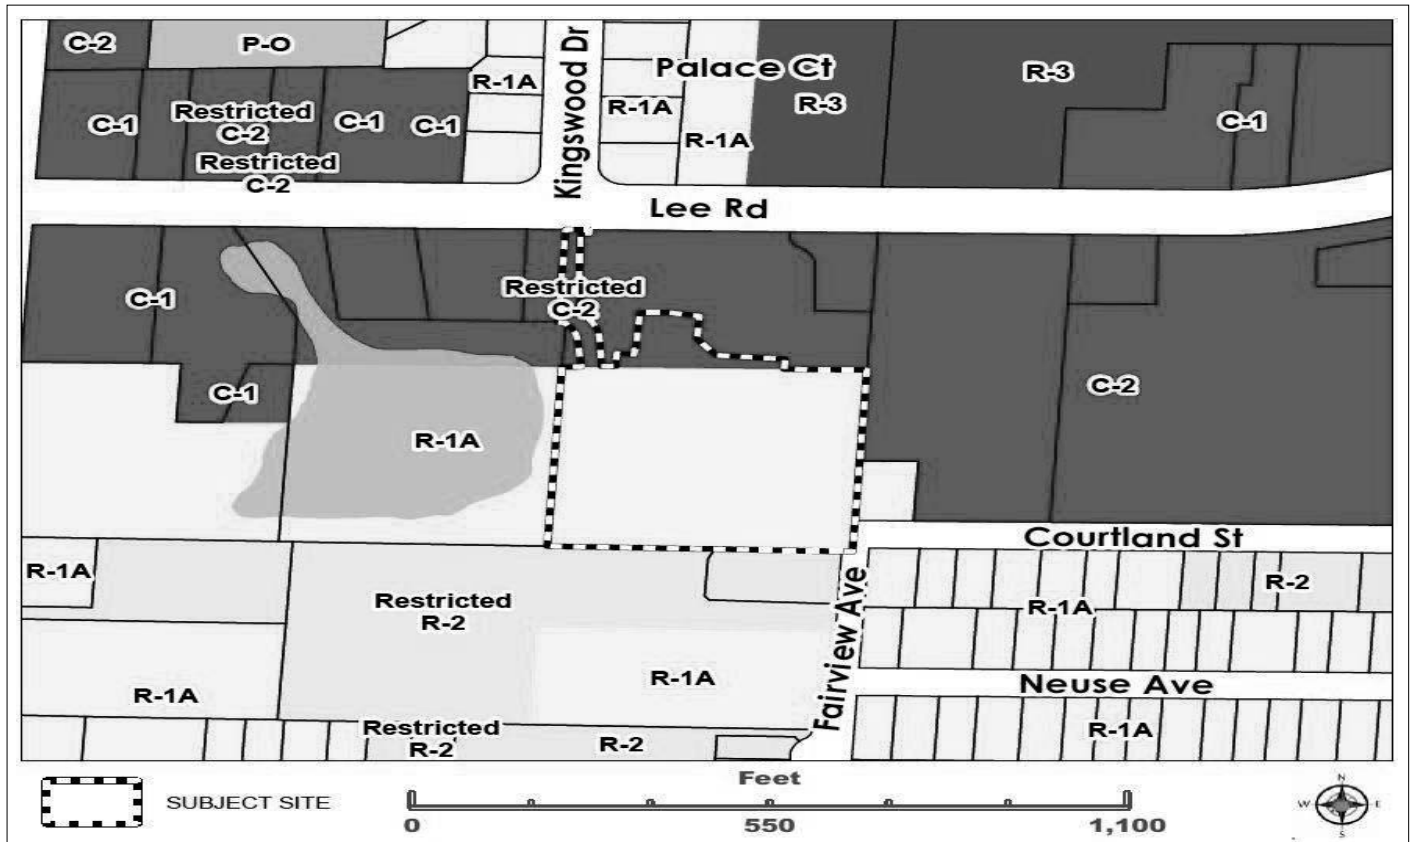 C-2
P-O
Kingswood Dr
Palace Ct
R-3
R-1A
R-1A
R-3
R-1A
C-1
Restricted
C-2
C-1
C-1
C-1
Restricted
C-2
Lee Rd
C-1
Restricted
C-2
C-1
C-2
R-1A
Courtland St
R-1A
R-2
Restricted
R-2
R-1A
Fairview Ave
R-1A
R-1A
Neuse Ave
Restricted
R-2
R-2
R-1A
SUBJECT SITE
Feet
0
550
1,100
N
W
E
S